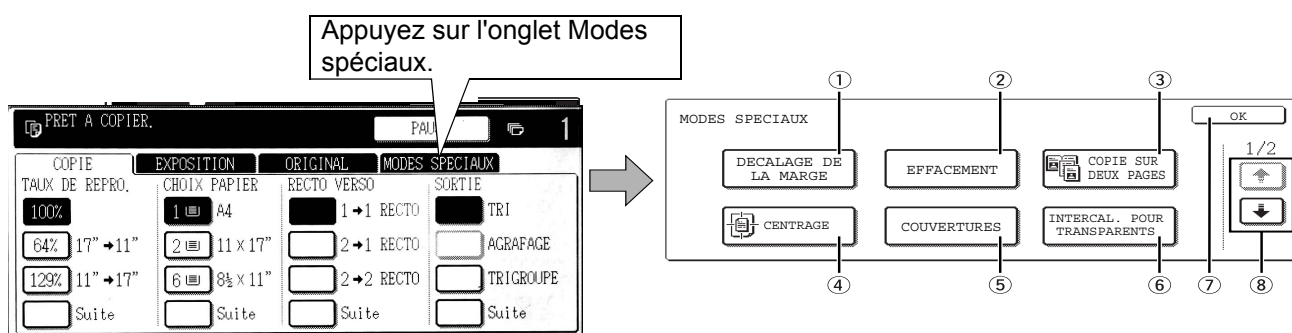 Appuyez sur l'onglet Modes
spéciaux.
PRET A COPIER.
1
COPIE EXPOSITION ORIGINAL MODES SPECIAUX
TAUX DE REPRO. CHOIX PAPIER RECTO VERSO SORTIE
100% 1 A4 1→1 RECTO TRI
64% 17"→11" 2 11 X 17" 2→1 RECTO AGRAFAGE
129% 11"→17" 6 8½ X 11" 2→2 RECTO TRIGROUPE
Suite Suite Suite Suite
① ② ③
MODES SPECIAUX OK
1/2
DECALAGE DE
LA MARGE
EFFACEMENT
COPIE SUR
DEUX PAGES
CENTRAGE
COUVERTURES
INTERCAL. POUR
TRANSPARENTS
④ ⑤ ⑥ ⑦ ⑧